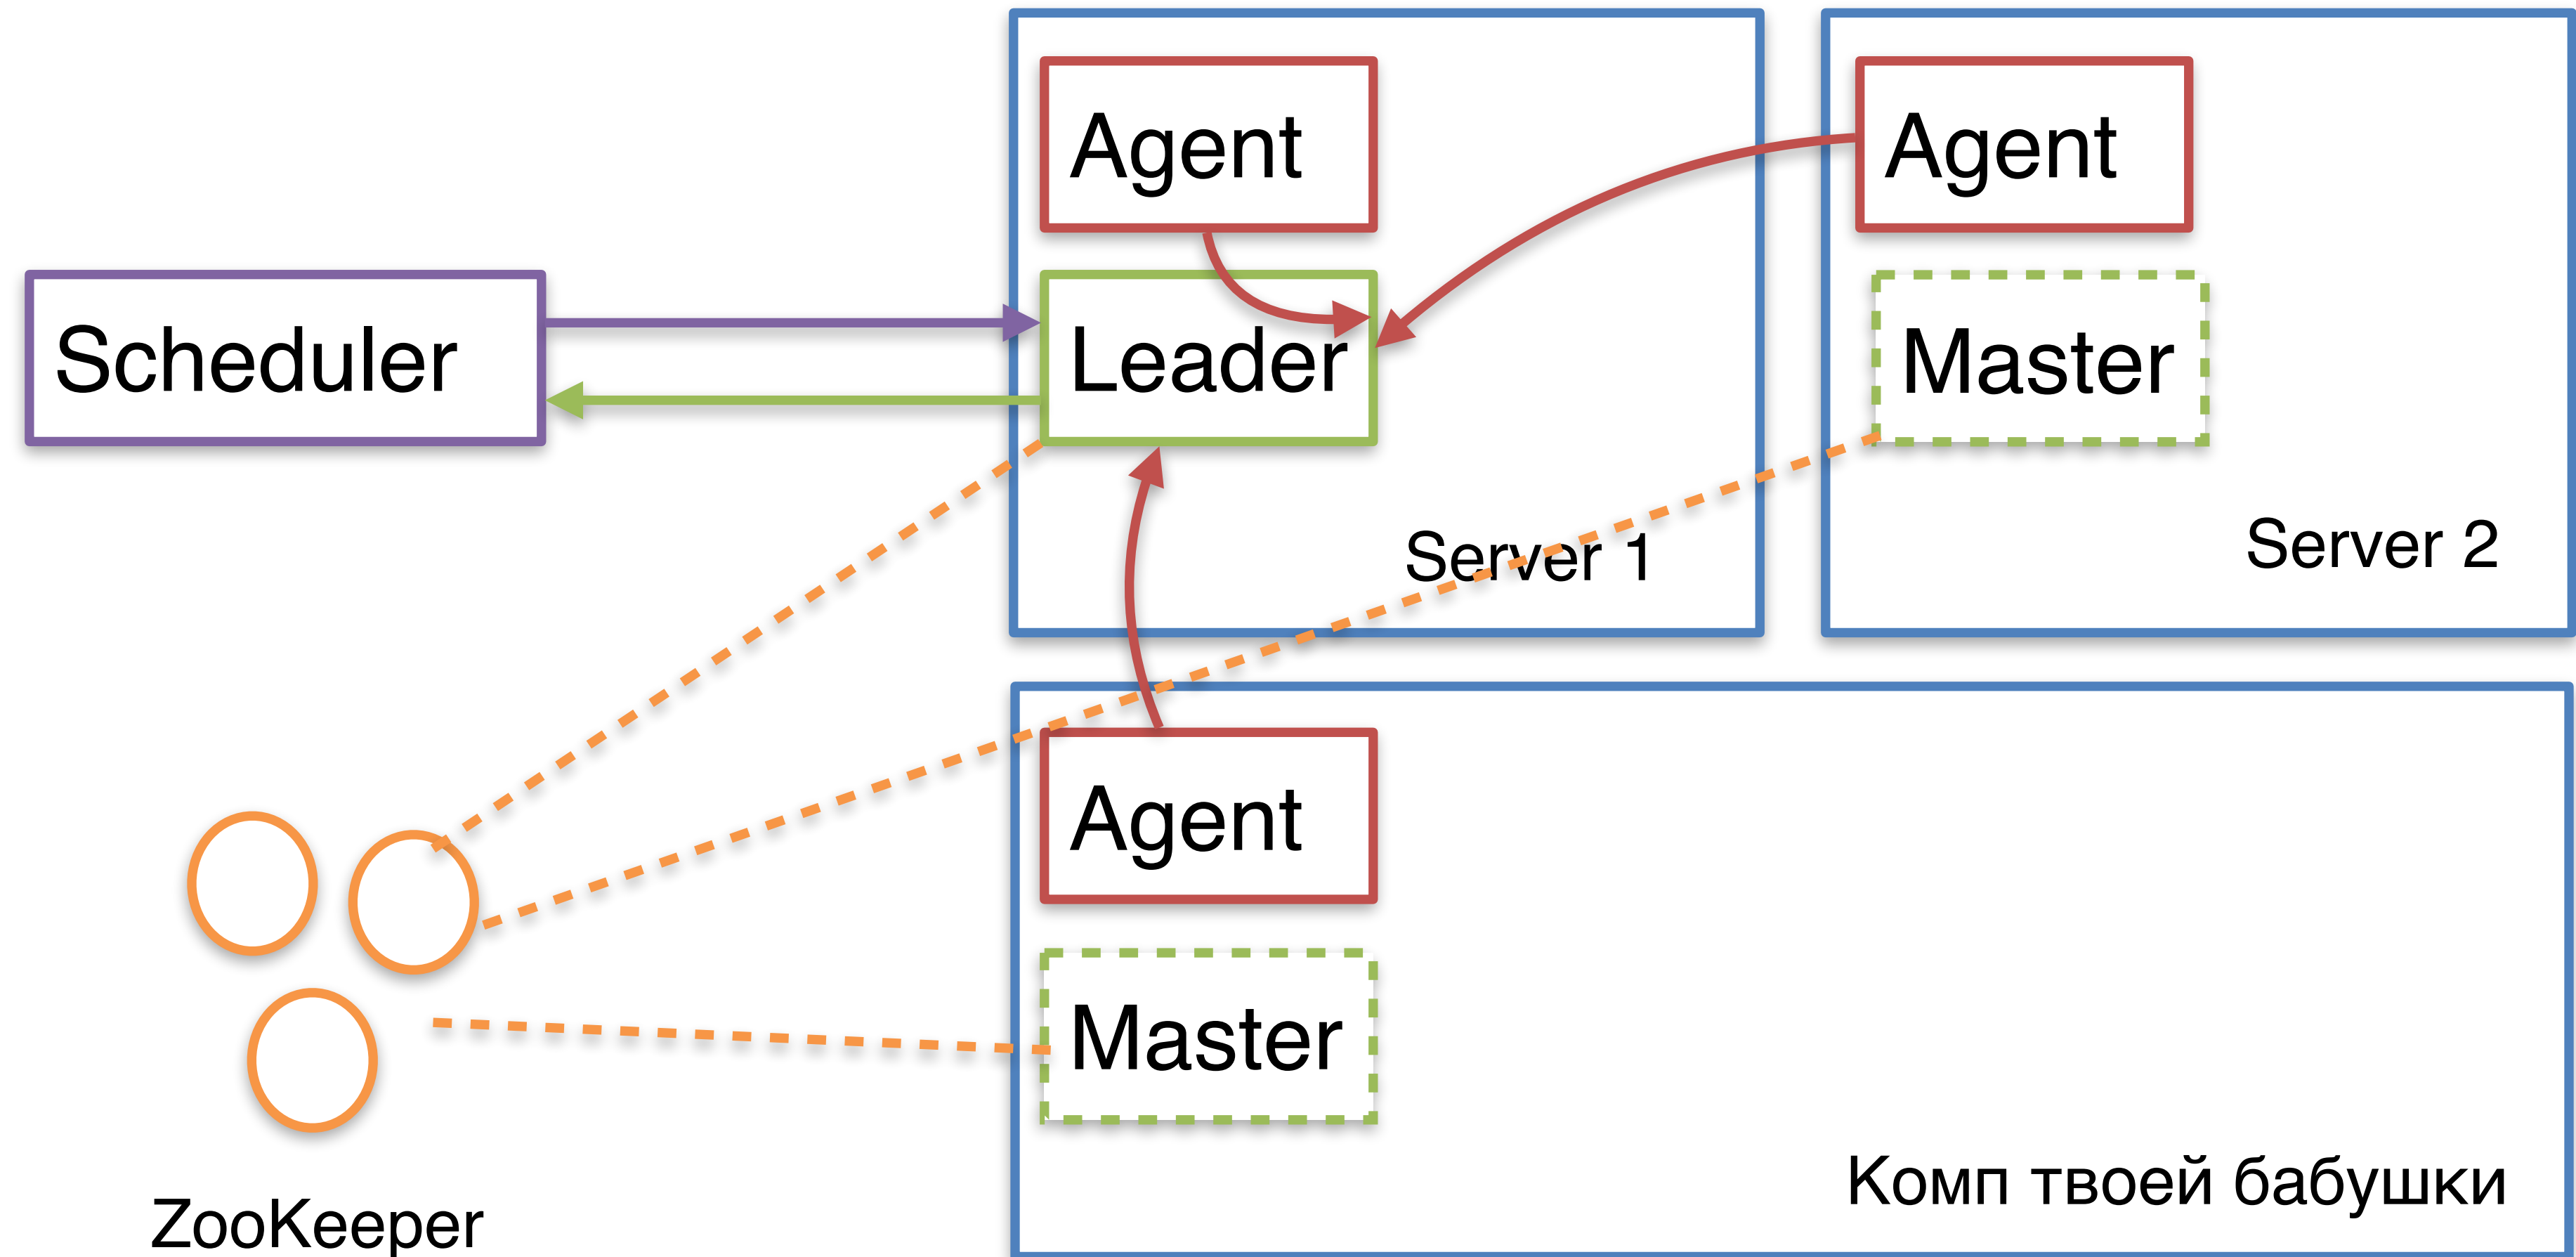 Agent
Agent
Scheduler
Leader
Master
Server 1
Server 2
Agent
Master
Комп твоей бабушки
ZooKeeper